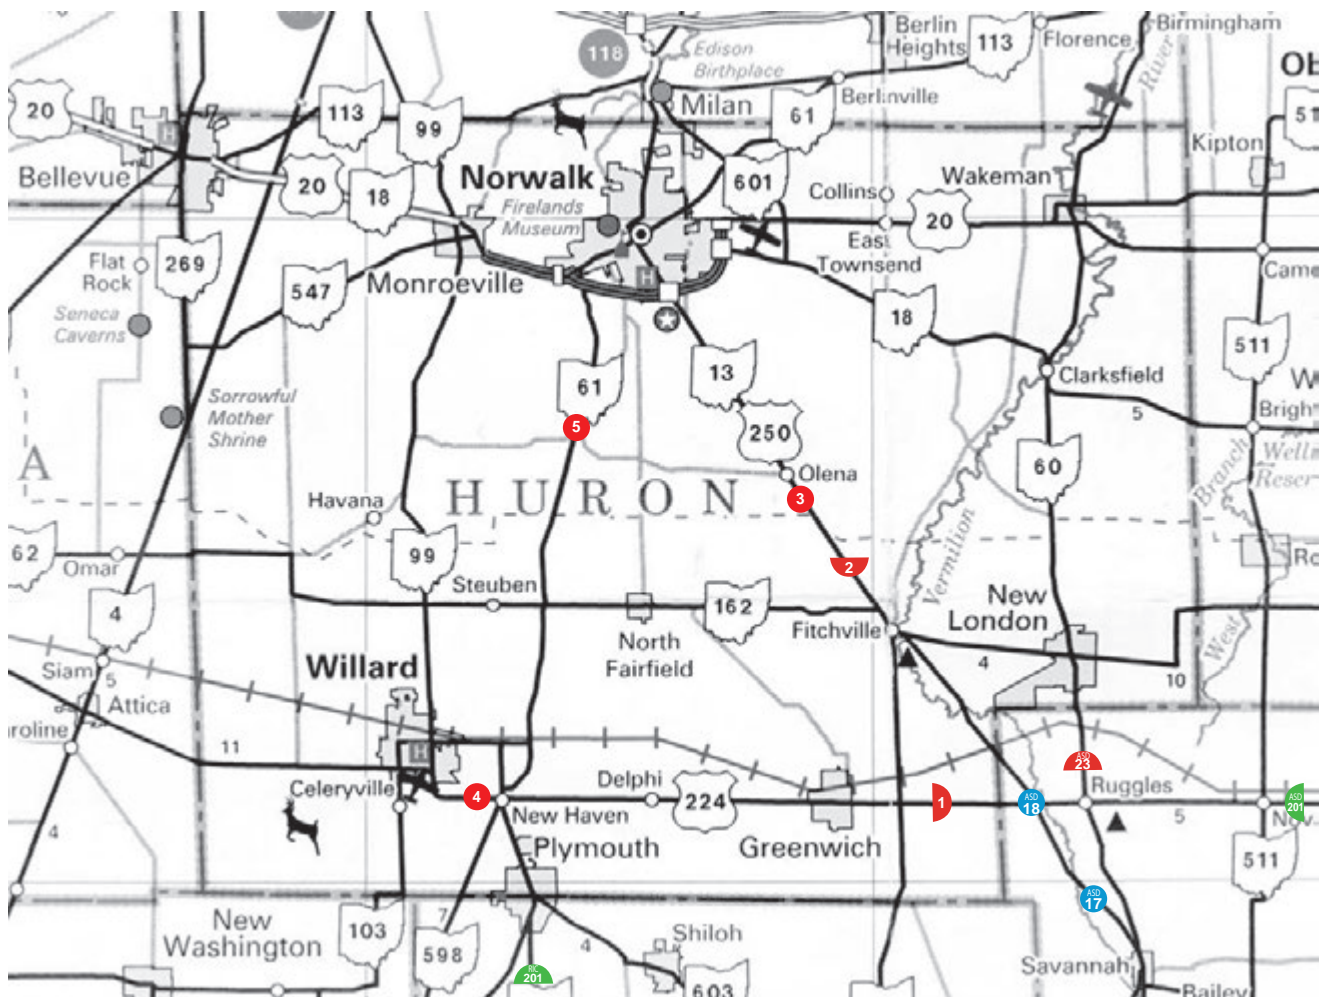 Berlin
Heights
113
Florence
Birmingham
River
118
Edison
Birthplace
Milan
Berlinville
61
20
113
99
Kipton
51
Bellevue
20
18
Norwalk
Firelands
Museum
601
Collins
Wakeman
20
East
Townsend
Flat
Rock
269
547
Monroeville
Came
Seneca
Caverns
18
511
61
13
Clarksfield
5
Sorrowful
Mother
Shrine
5
250
Brigh
A
60
Branch
Welln
Reser
Olena
3
HURON
Havana
99
Vermilion
62
Omar
2
Ro
Steuben
4
162
North
Fairfield
Fitchville
New
London
4
West
10
Siam
5
Attica
Willard
roline
11
ASD
23
Ruggles
Celeryville
4
Delphi
224
1
ASD
18
5
ASD
201
Nov
New Haven
4
Plymouth
Greenwich
511
ASD
17
New
Washington
103
7
598
4
Shiloh
RIC
201
603
Savannah
Bailey